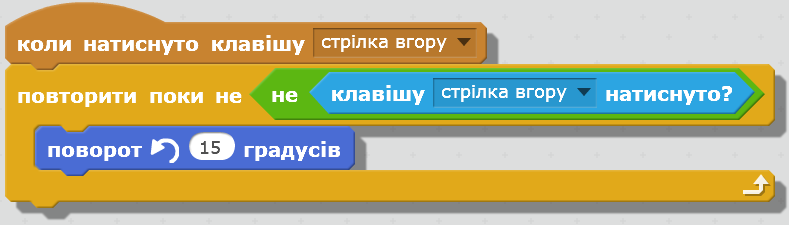 коли натиснуто клавішу стрілка вгору
повторити поки не не клавішу стрілка вгору натиснуто?
поворот 15 градусів